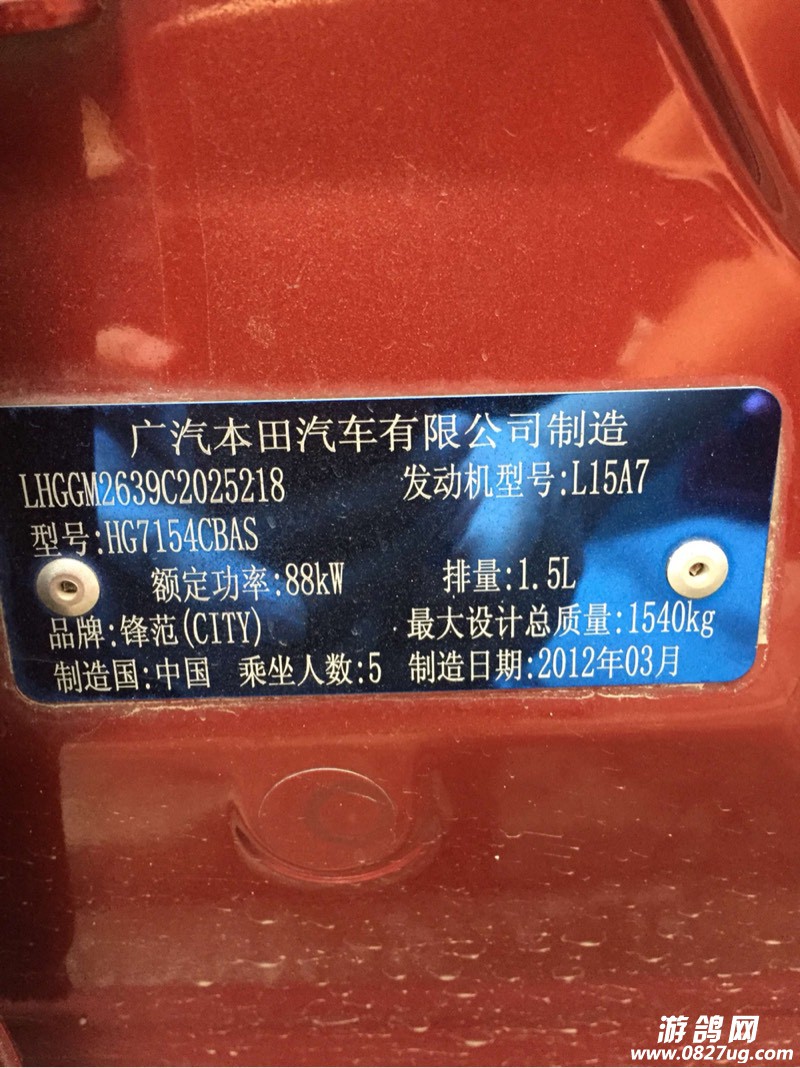 广汽本田汽车有限公司制造
LHGGM2639C2025218 发动机型号:L15A7
型号:HG7154CBAS
额定功率:88kW 排量:1.5L
品牌:锋范(CITY) 最大设计总质量:1540kg
制造国:中国 乘坐人数:5 制造日期:2012年03月
游鸽网
www.0827ug.com